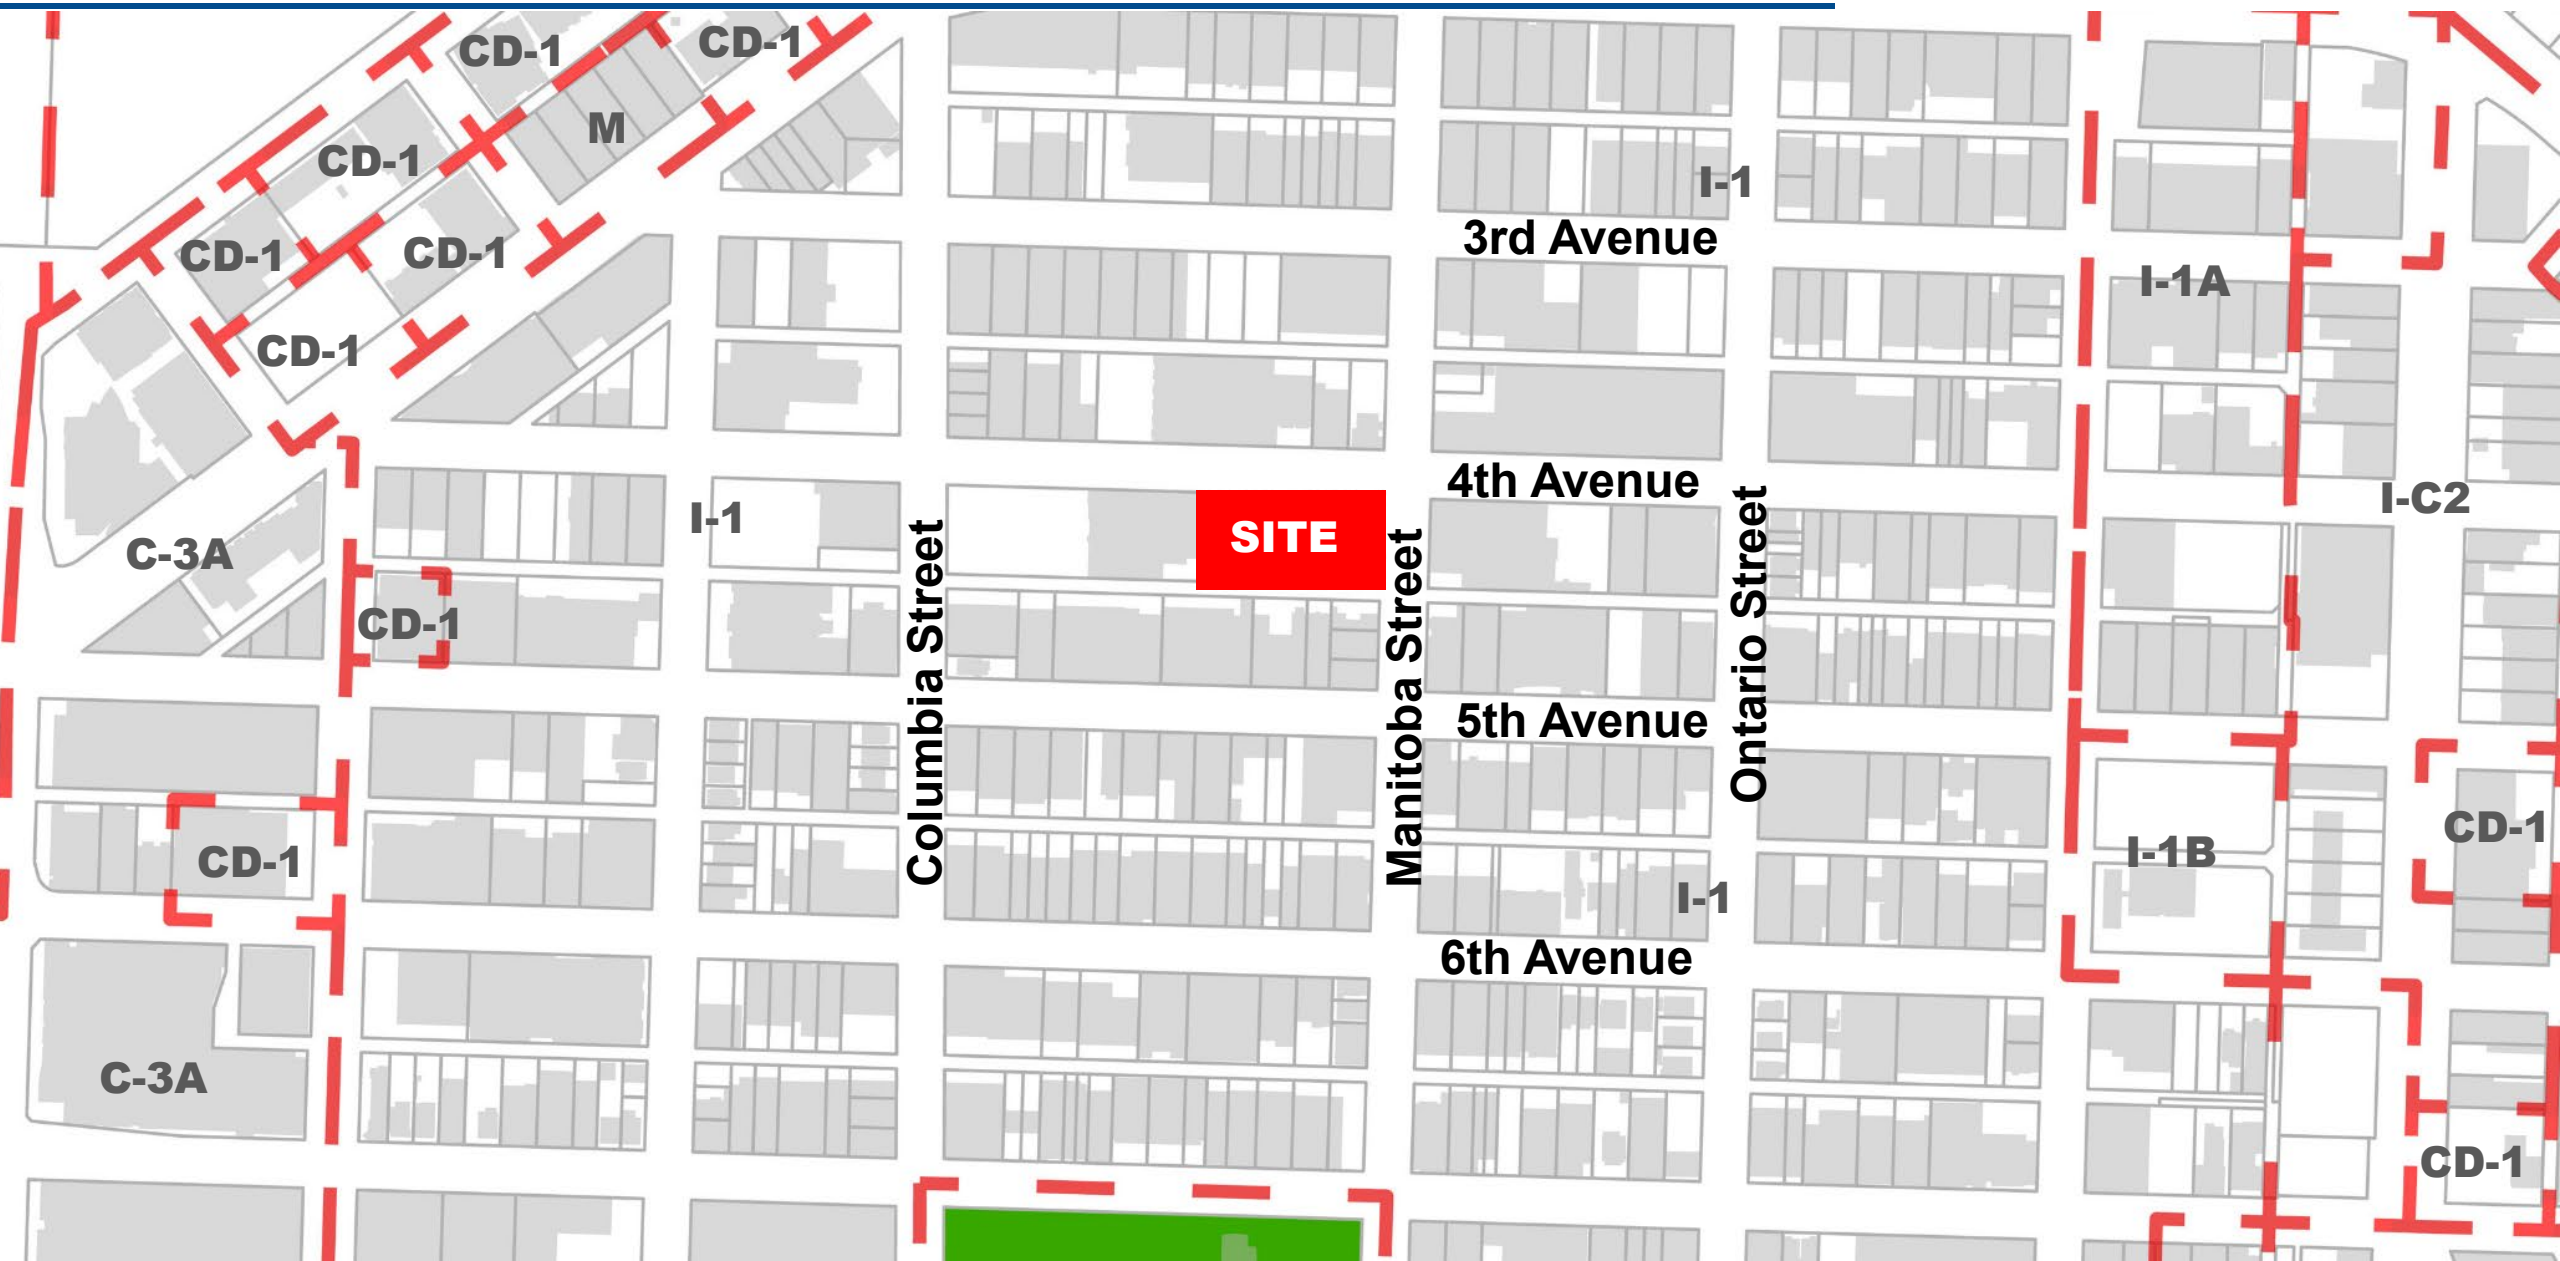 CD-1
CD-1
M
CD-1
I-1
3rd Avenue
CD-1
CD-1
I-1A
CD-1
4th Avenue
I-C2
I-1
SITE
C-3A
CD-1
Columbia Street
Manitoba Street
Ontario Street
5th Avenue
CD-1
I-1B
CD-1
I-1
6th Avenue
C-3A
CD-1